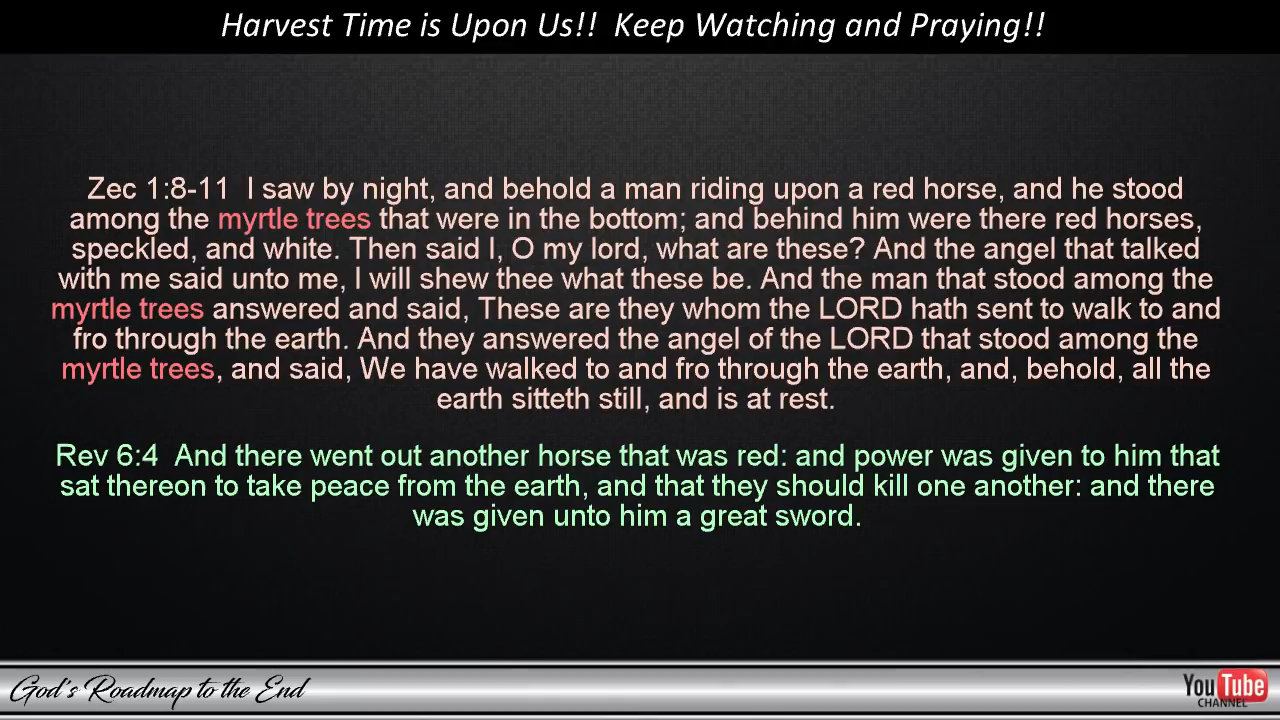 Harvest Time is Upon Us!!  Keep Watching and Praying!!
Zec 1:8-11  I saw by night, and behold a man riding upon a red horse, and he stood
among the myrtle trees that were in the bottom; and behind him were there red horses,
speckled, and white. Then said I, O my lord, what are these? And the angel that talked
with me said unto me, I will shew thee what these be. And the man that stood among the
myrtle trees answered and said, These are they whom the LORD hath sent to walk to and
fro through the earth. And they answered the angel of the LORD that stood among the
myrtle trees, and said, We have walked to and fro through the earth, and, behold, all the
earth sitteth still, and is at rest.
Rev 6:4  And there went out another horse that was red: and power was given to him that
sat thereon to take peace from the earth, and that they should kill one another: and there
was given unto him a great sword.
God's Roadmap to the End
YouTube
CHANNEL